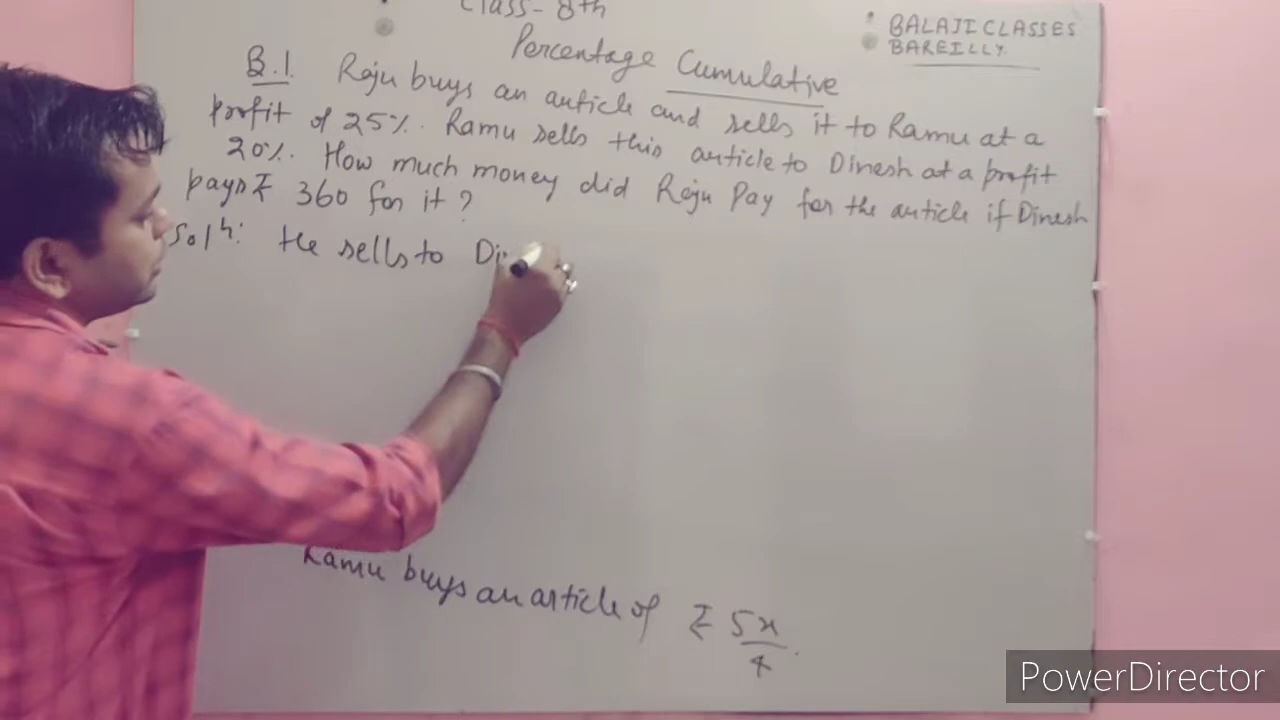 Class- 8th
BALAJI CLASSES
BAREILLY.
Percentage Cumulative
Q.1 Raju buys an article and sells it to Ramu at a
profit of 25%. Ramu sells this article to Dinesh at a profit
20%. How much money did Raju Pay for the article if Dinesh
pays ₹ 360 for it ?
Solⁿ: He sells to Di
Ramu buys an article of ₹ 5x/4.
PowerDirector